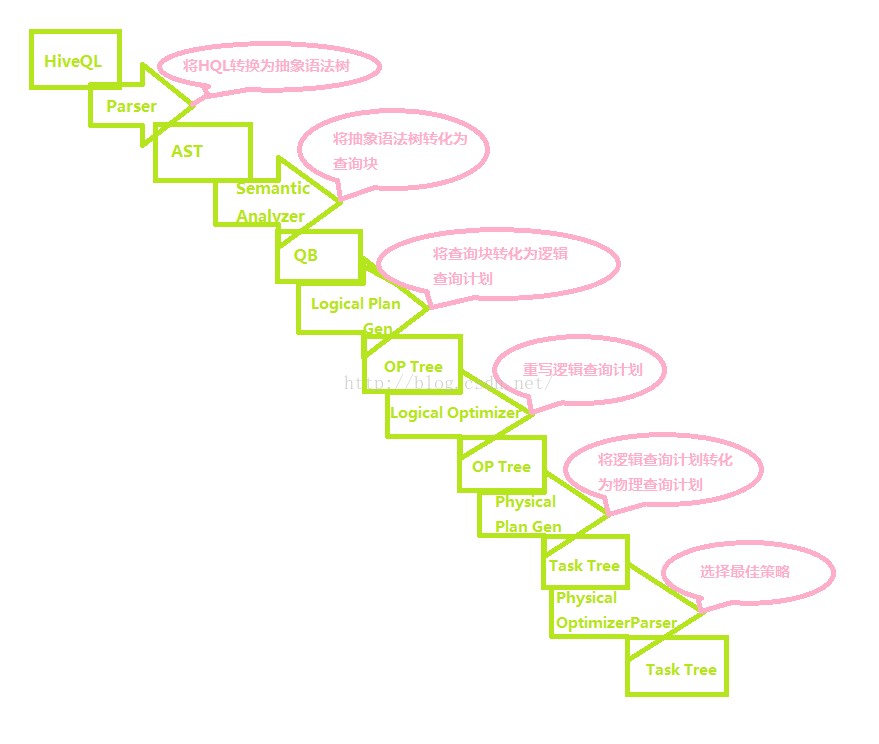 HiveQL
将HQL转换为抽象语法树
Parser
AST
将抽象语法树转化为
查询块
Semantic
Analyzer
QB
将查询块转化为逻辑
查询计划
Logical Plan
Gen
OP Tree
重写逻辑查询计划
http://blog.csdn.net/
Logical Optimizer
OP Tree
将逻辑查询计划转化
为物理查询计划
Physical
Plan Gen
Task Tree
选择最佳策略
Physical
OptimizerParser
Task Tree